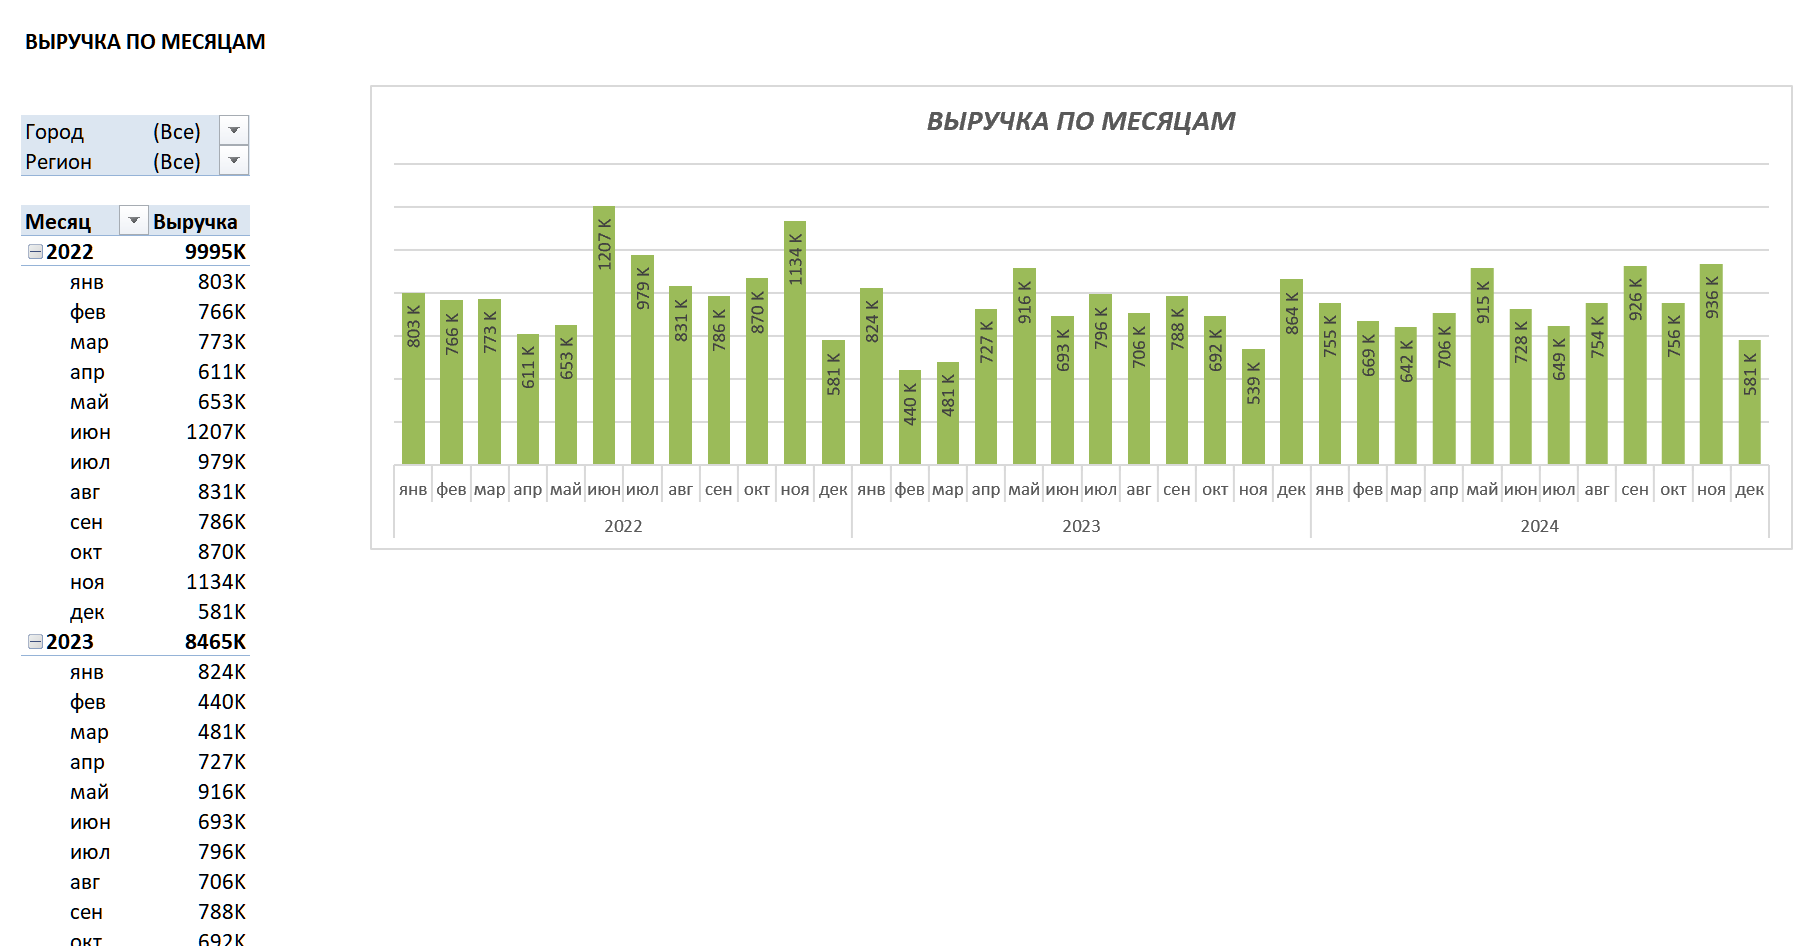 ВЫРУЧКА ПО МЕСЯЦАМ
Город (Все)
Регион (Все)
Месяц Выручка
2022 9995K
янв 803K
фев 766K
мар 773K
апр 611K
май 653K
июн 1207K
июл 979K
авг 831K
сен 786K
окт 870K
ноя 1134K
дек 581K
2023 8465K
янв 824K
фев 440K
мар 481K
апр 727K
май 916K
июн 693K
июл 796K
авг 706K
сен 788K
окт 692K
ВЫРУЧКА ПО МЕСЯЦАМ
803 K 766 K 773 K 611 K 653 K 1207 K 979 K 831 K 786 K 870 K 1134 K 581 K 824 K 440 K 481 K 727 K 916 K 693 K 796 K 706 K 788 K 692 K 539 K 864 K 755 K 669 K 642 K 706 K 915 K 728 K 649 K 754 K 926 K 756 K 936 K 581 K
янв фев мар апр май июн июл авг сен окт ноя дек янв фев мар апр май июн июл авг сен окт ноя дек янв фев мар апр май июн июл авг сен окт ноя дек
2022 2023 2024